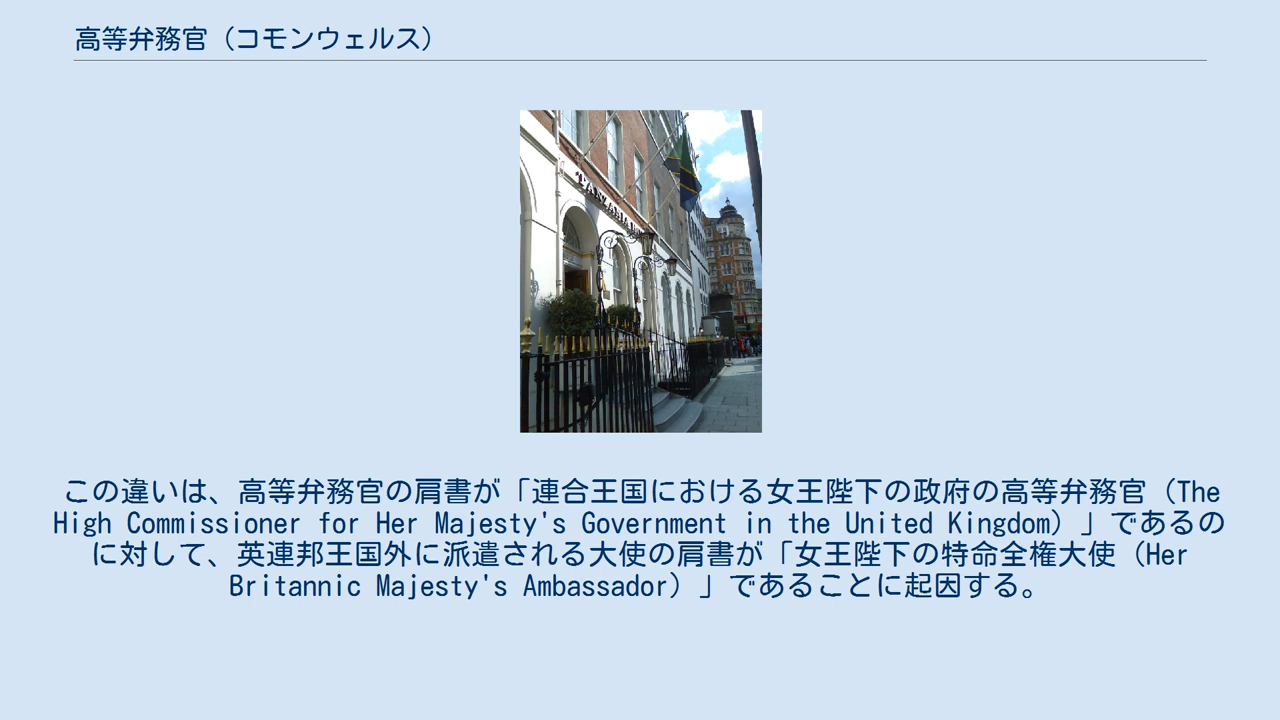 高等弁務官（コモンウェルス）
TANZANIA
この違いは、高等弁務官の肩書が「連合王国における女王陛下の政府の高等弁務官（The
High Commissioner for Her Majesty's Government in the United Kingdom）」であるの
に対して、英連邦王国外に派遣される大使の肩書が「女王陛下の特命全権大使（Her
Britannic Majesty's Ambassador）」であることに起因する。